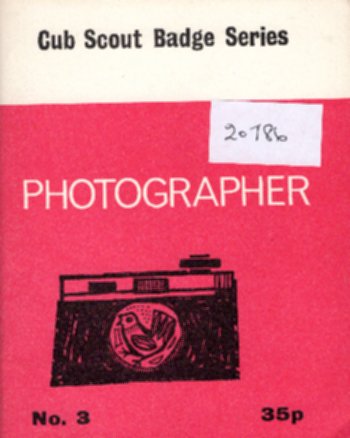 Cub Scout Badge Series
20786
PHOTOGRAPHER
No. 3
35p